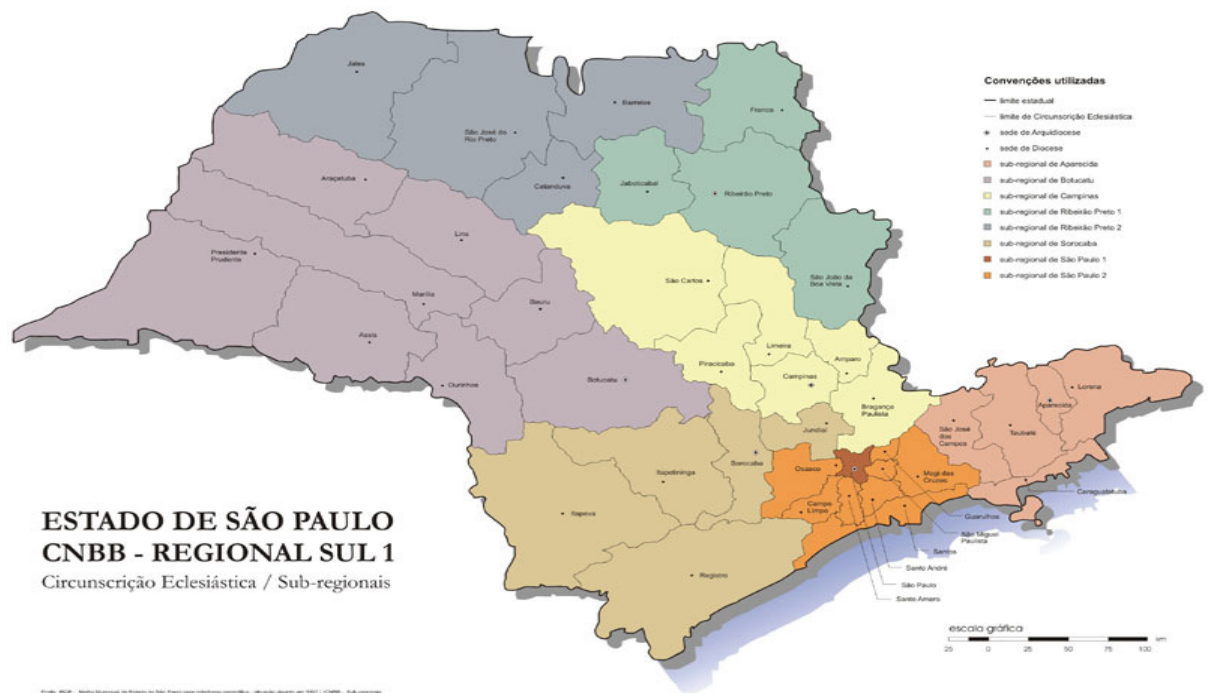 Convenções utilizadas
limite estadual
limite de Circunscrição Eclesiástica
sede de Arquidiocese
sede de Diocese
sub-regional de Aparecida
sub-regional de Botucatu
sub-regional de Campinas
sub-regional de Ribeirão Preto 1
sub-regional de Ribeirão Preto 2
sub-regional de Sorocaba
sub-regional de São Paulo 1
sub-regional de São Paulo 2
Jales
São José do
Rio Preto
Barretos
Franca
Catanduva
Jaboticabal
Ribeirão Preto
Araçatuba
Lins
Presidente
Prudente
Marília
Bauru
Assis
Ourinhos
Botucatu
São Carlos
São João da
Boa Vista
Limeira
Piracicaba
Campinas
Amparo
Bragança
Paulista
Jundiaí
Sorocaba
Itapetininga
Itapeva
Registro
Osasco
Campo
Limpo
Mogi das
Cruzes
São José
dos
Campos
Taubaté
Aparecida
Lorena
Caraguatatuba
Guarulhos
São Miguel
Paulista
Santos
Santo André
São Paulo
Santo Amaro
ESTADO DE SÃO PAULO
CNBB - REGIONAL SUL 1
Circunscrição Eclesiástica / Sub-regionais
escala gráfica
25 0 25 50 75 100 km